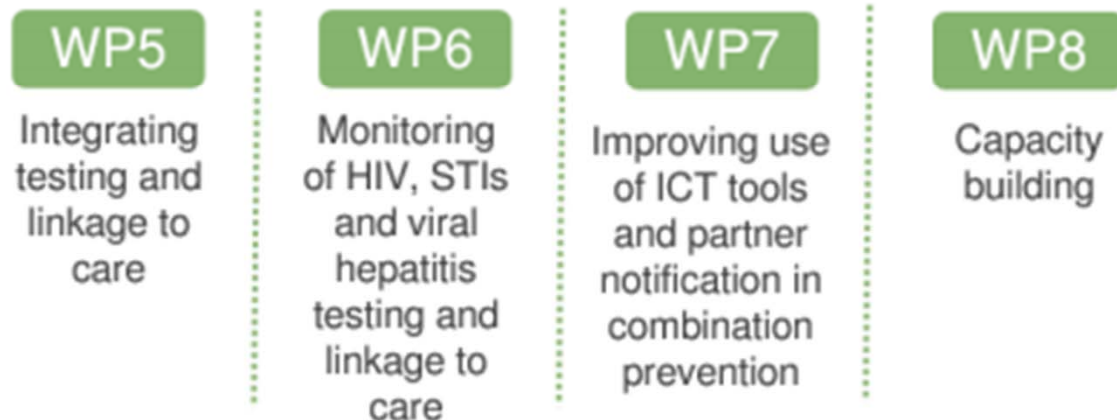 WP5
Integrating
testing and
linkage to
care
WP6
Monitoring
of HIV, STIs
and viral
hepatitis
testing and
linkage to
care
WP7
Improving use
of ICT tools
and partner
notification in
combination
prevention
WP8
Capacity
building